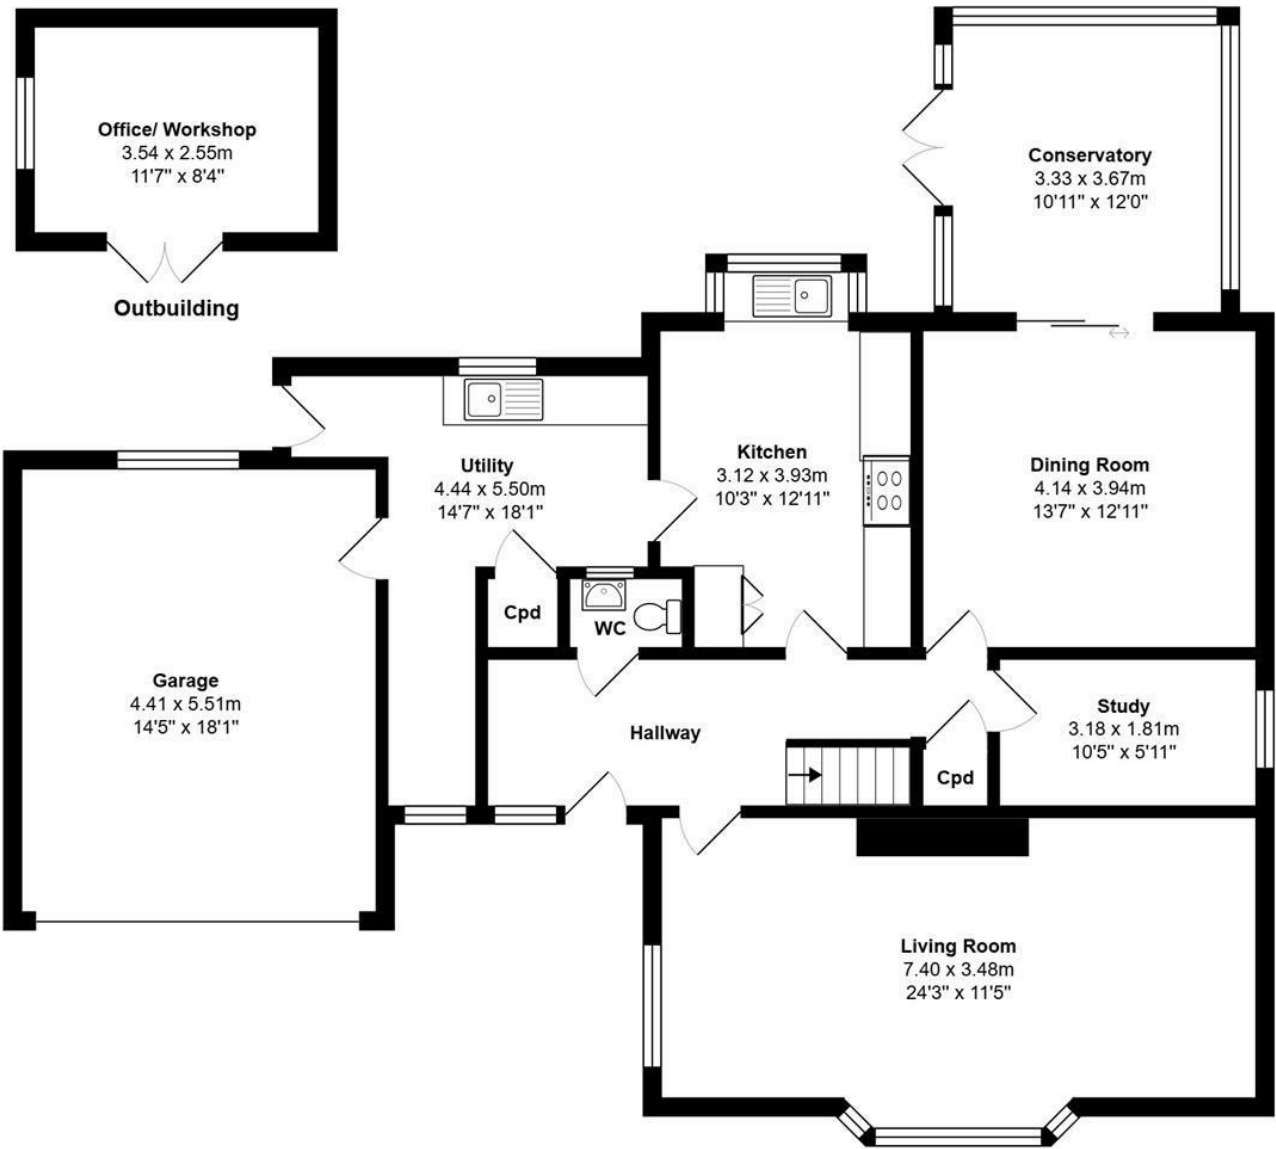 Office/ Workshop
3.54 x 2.55m
11'7" x 8'4"
Outbuilding
Conservatory
3.33 x 3.67m
10'11" x 12'0"
Utility
4.44 x 5.50m
14'7" x 18'1"
Kitchen
3.12 x 3.93m
10'3" x 12'11"
Dining Room
4.14 x 3.94m
13'7" x 12'11"
Cpd
WC
Garage
4.41 x 5.51m
14'5" x 18'1"
Hallway
Study
3.18 x 1.81m
10'5" x 5'11"
Cpd
Living Room
7.40 x 3.48m
24'3" x 11'5"